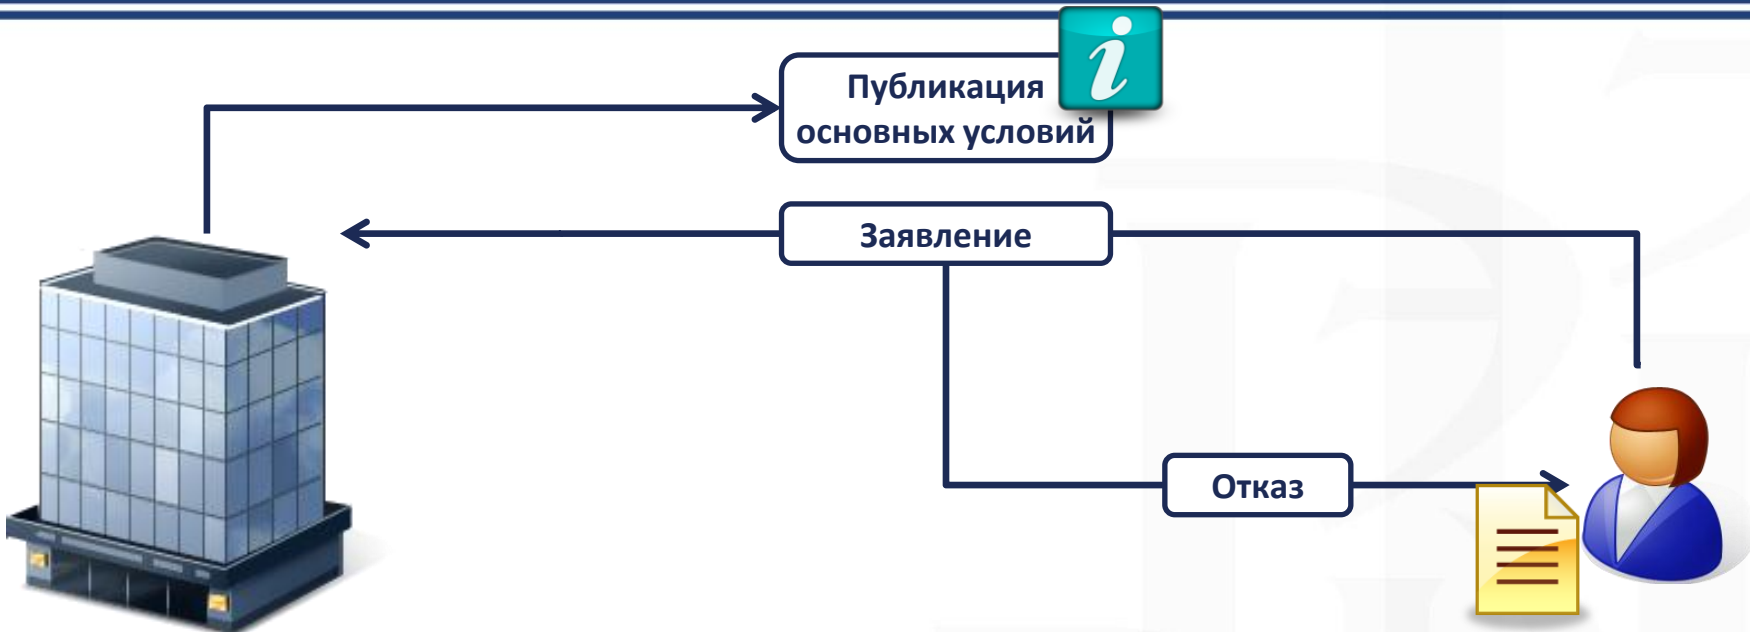 Публикация
основных условий
Заявление
Отказ